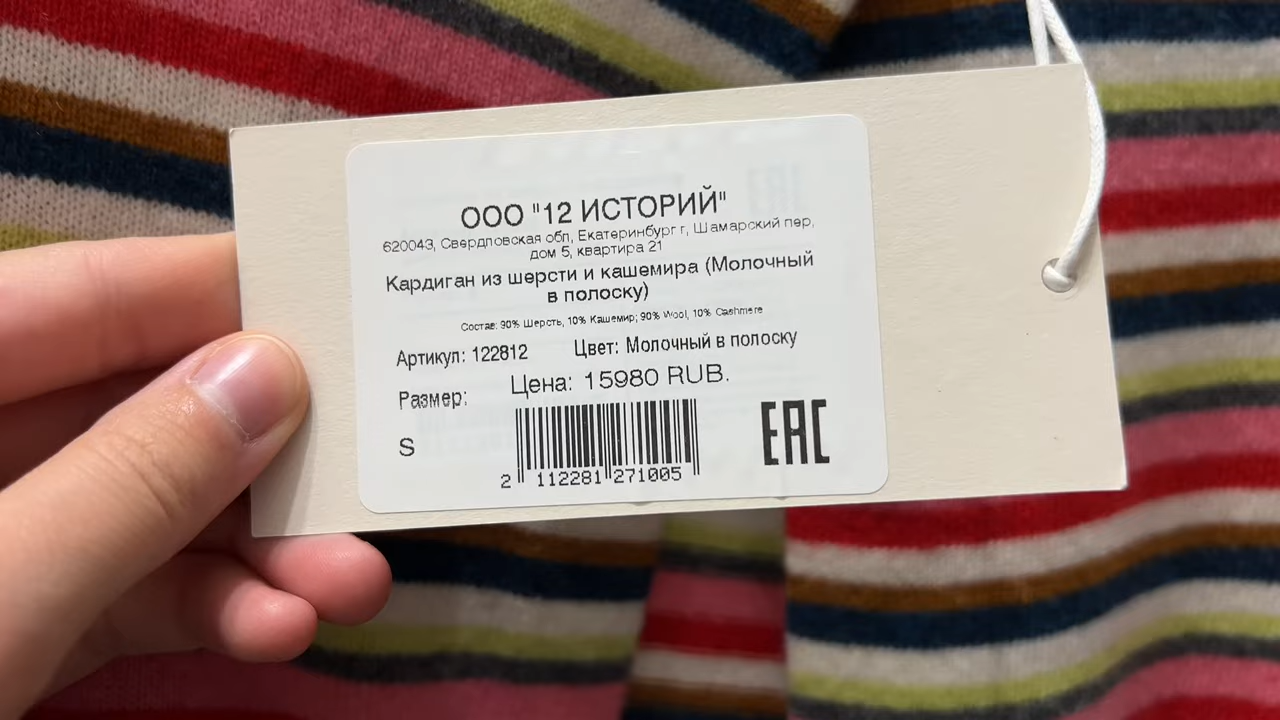 ООО "12 ИСТОРИЙ"
620043, Свердловская обл, Екатеринбург г, Шамарский пер,
дом 5, квартира 21
Кардиган из шерсти и кашемира (Молочный
в полоску)
Состав: 90% Шерсть, 10% Кашемир; 90% Wool, 10% Cashmere
Артикул: 122812 Цвет: Молочный в полоску
Размер: Цена: 15980 RUB.
S
EAC
2 112281 271005